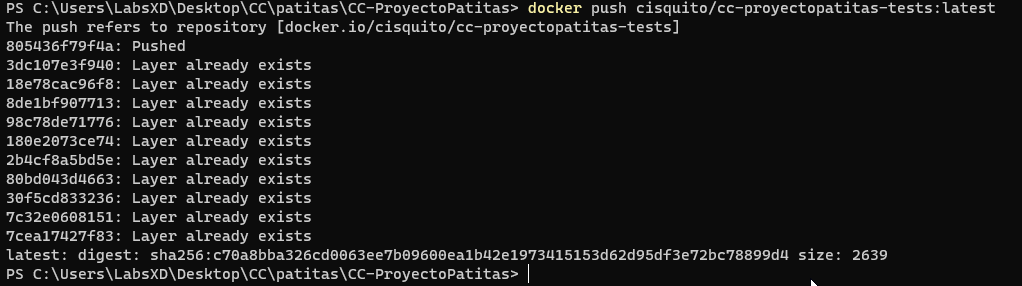 PS C:\Users\LabsXD\Desktop\CC\patitas\CC-ProyectoPatitas> docker push cisquito/cc-proyectopatitas-tests:latest
The push refers to repository [docker.io/cisquito/cc-proyectopatitas-tests]
805436f79f4a: Pushed
3dc107e3f940: Layer already exists
18e78cac96f8: Layer already exists
8de1bf907713: Layer already exists
98c78de71776: Layer already exists
180e2073ce74: Layer already exists
2b4cf8a5bd5e: Layer already exists
80bd043d4663: Layer already exists
30f5cd833236: Layer already exists
7c32e0608151: Layer already exists
7cea17427f83: Layer already exists
latest: digest: sha256:c70a8bba326cd0063ee7b09600ea1b42e1973415153d62d95df3e72bc78899d4 size: 2639
PS C:\Users\LabsXD\Desktop\CC\patitas\CC-ProyectoPatitas>